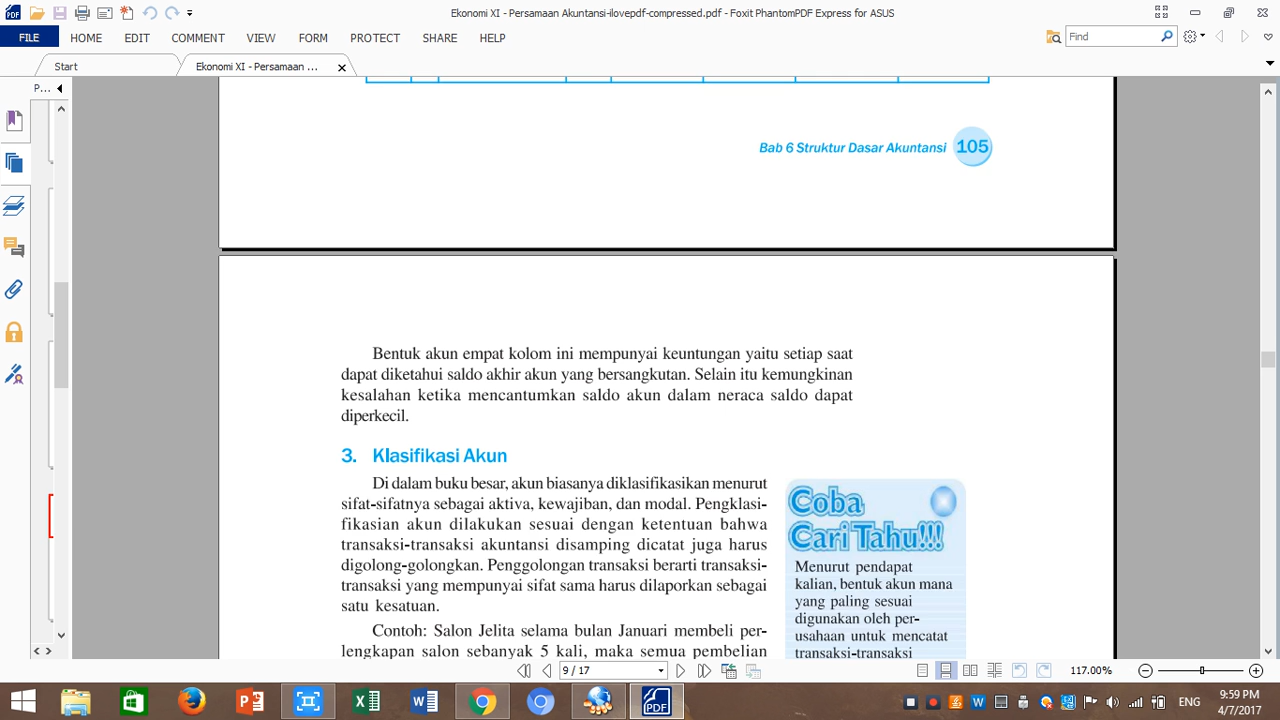 Ekonomi XI - Persamaan Akuntansi-ilovepdf-compressed.pdf - Foxit PhantomPDF Express for ASUS
FILE HOME EDIT COMMENT VIEW FORM PROTECT SHARE HELP
Find
Start
Ekonomi XI - Persamaan ...
P...
Bab 6 Struktur Dasar Akuntansi 105
Bentuk akun empat kolom ini mempunyai keuntungan yaitu setiap saat
dapat diketahui saldo akhir akun yang bersangkutan. Selain itu kemungkinan
kesalahan ketika mencantumkan saldo akun dalam neraca saldo dapat
diperkecil.
3. Klasifikasi Akun
Di dalam buku besar, akun biasanya diklasifikasikan menurut
sifat-sifatnya sebagai aktiva, kewajiban, dan modal. Pengklasi-
fikasian akun dilakukan sesuai dengan ketentuan bahwa
transaksi-transaksi akuntansi disamping dicatat juga harus
digolong-golongkan. Penggolongan transaksi berarti transaksi-
transaksi yang mempunyai sifat sama harus dilaporkan sebagai
satu kesatuan.
Contoh: Salon Jelita selama bulan Januari membeli per-
lengkapan salon sebanyak 5 kali, maka semua pembelian
Coba
Cari Tahu!!!
Menurut pendapat
kalian, bentuk akun mana
yang paling sesuai
digunakan oleh per-
usahaan untuk mencatat
transaksi-transaksi
9 / 17
117.00%
ENG
9:59 PM
4/7/2017